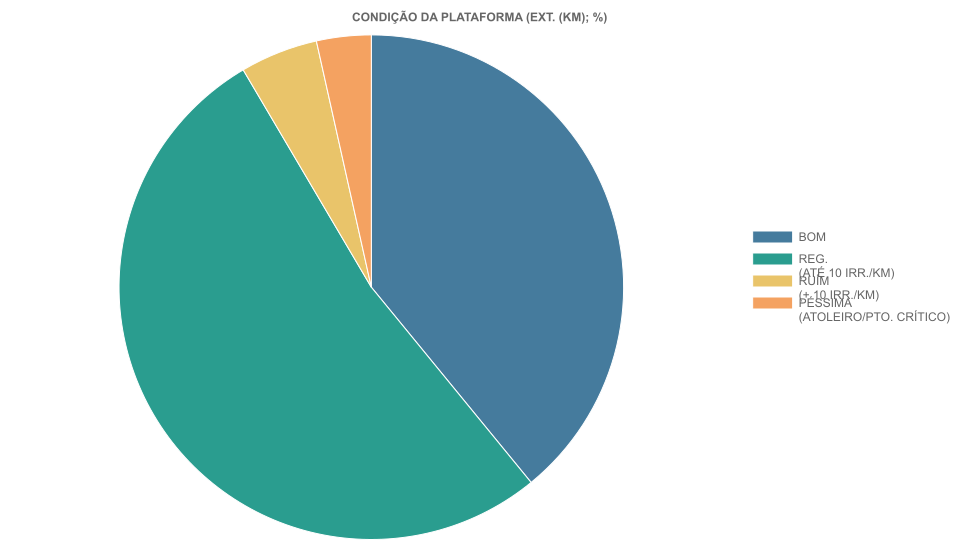 CONDIÇÃO DA PLATAFORMA (EXT. (KM); %)
BOM
REG.
(ATÉ 10 IRR./KM)
RUIM
(+ 10 IRR./KM)
PÉSSIMA
(ATOLEIRO/PTO. CRÍTICO)